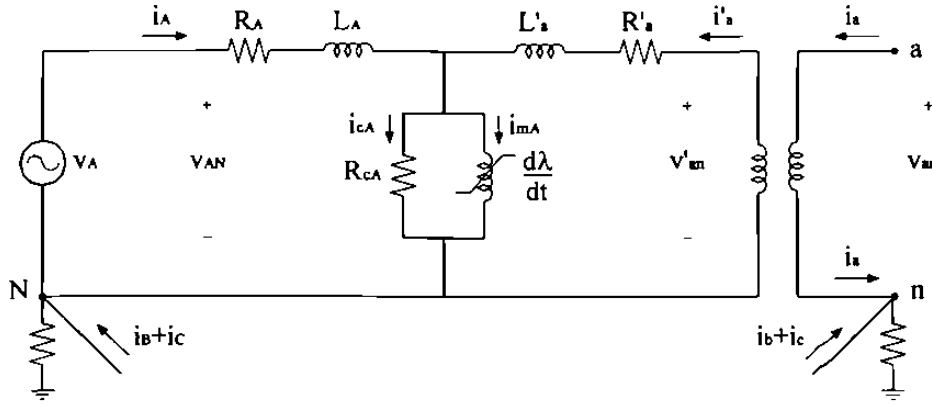 iA RA LA L'a R'a i'a ia a
+ + +
icA imA
VA VAN RcA dλ/dt V'an Van
− −
ia
N n
iB+iC ib+ic